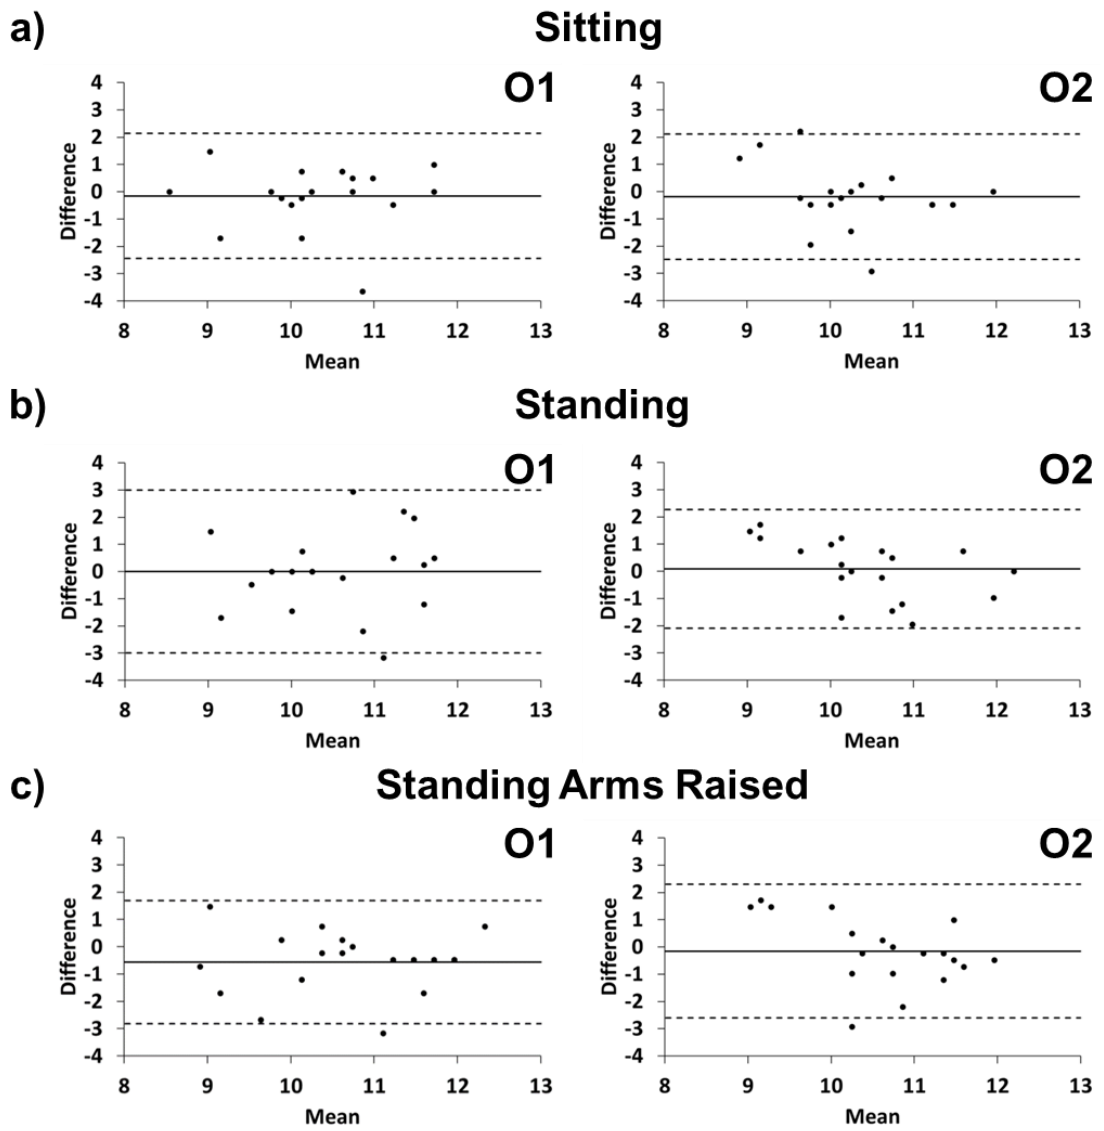 a) Sitting
O1 O2
4 4
3 3
2 2
1 1
0 0
-1 -1
-2 -2
-3 -3
-4 -4
Difference Difference
8 9 10 11 12 13 8 9 10 11 12 13
Mean Mean
b) Standing
O1 O2
4 4
3 3
2 2
1 1
0 0
-1 -1
-2 -2
-3 -3
-4 -4
Difference Difference
8 9 10 11 12 13 8 9 10 11 12 13
Mean Mean
c) Standing Arms Raised
O1 O2
4 4
3 3
2 2
1 1
0 0
-1 -1
-2 -2
-3 -3
-4 -4
Difference Difference
8 9 10 11 12 13 8 9 10 11 12 13
Mean Mean